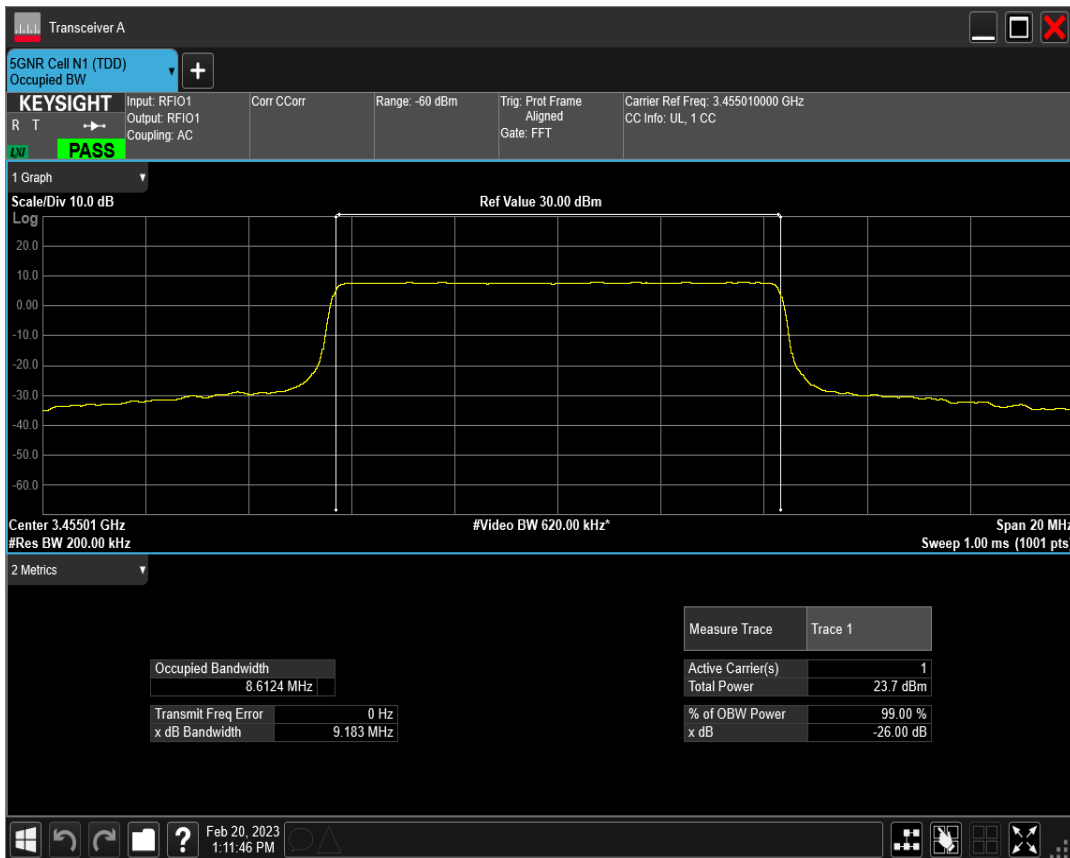 Transceiver A
5GNR Cell N1 (TDD)
Occupied BW
+
KEYSIGHT
R T
LXI
PASS
Input: RFIO1
Output: RFIO1
Coupling: AC
Corr CCorr
Range: -60 dBm
Trig: Prot Frame
Aligned
Gate: FFT
Carrier Ref Freq: 3.455010000 GHz
CC Info: UL, 1 CC
1 Graph
Scale/Div 10.0 dB
Ref Value 30.00 dBm
Log
20.0
10.0
0.00
-10.0
-20.0
-30.0
-40.0
-50.0
-60.0
Center 3.45501 GHz
#Video BW 620.00 kHz*
Span 20 MHz
#Res BW 200.00 kHz
Sweep 1.00 ms (1001 pts)
2 Metrics
Measure Trace Trace 1
Occupied Bandwidth
8.6124 MHz
Active Carrier(s) 1
Total Power 23.7 dBm
Transmit Freq Error 0 Hz
x dB Bandwidth 9.183 MHz
% of OBW Power 99.00 %
x dB -26.00 dB
?
Feb 20, 2023
1:11:46 PM